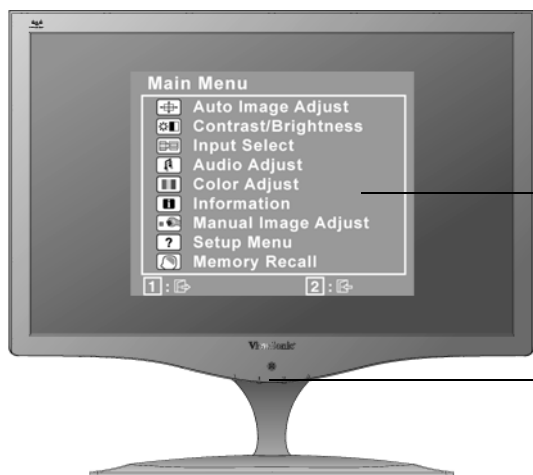 Main Menu
Auto Image Adjust
Contrast/Brightness
Input Select
Audio Adjust
Color Adjust
Information
Manual Image Adjust
? Setup Menu
Memory Recall
1 : 2 :
ViewSonic